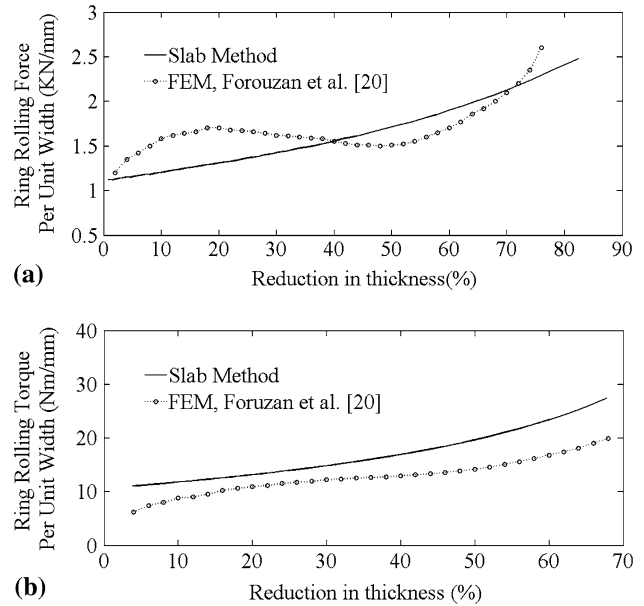 3
2.5
2
1.5
1
0.5
Ring Rolling Force
Per Unit Width (KN/mm)
Slab Method
FEM, Forouzan et al. [20]
0 10 20 30 40 50 60 70 80 90
(a)
Reduction in thickness(%)
40
30
20
10
0
Ring Rolling Torque
Per Unit Width (Nm/mm)
Slab Method
FEM, Foruzan et al. [20]
0 10 20 30 40 50 60 70
(b)
Reduction in thickness (%)